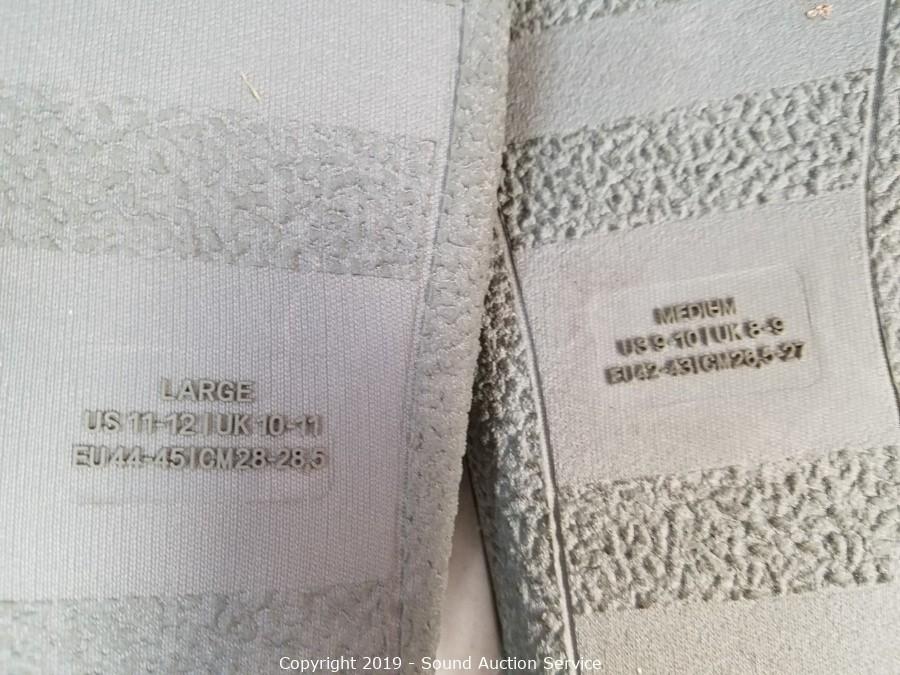 LARGE
US 11-12 | UK 10-11
EU 44-45 | CM 28-28,5
MEDIUM
US 9-10 | UK 8-9
EU 42-43 | CM 26,5-27
Copyright 2019 - Sound Auction Service